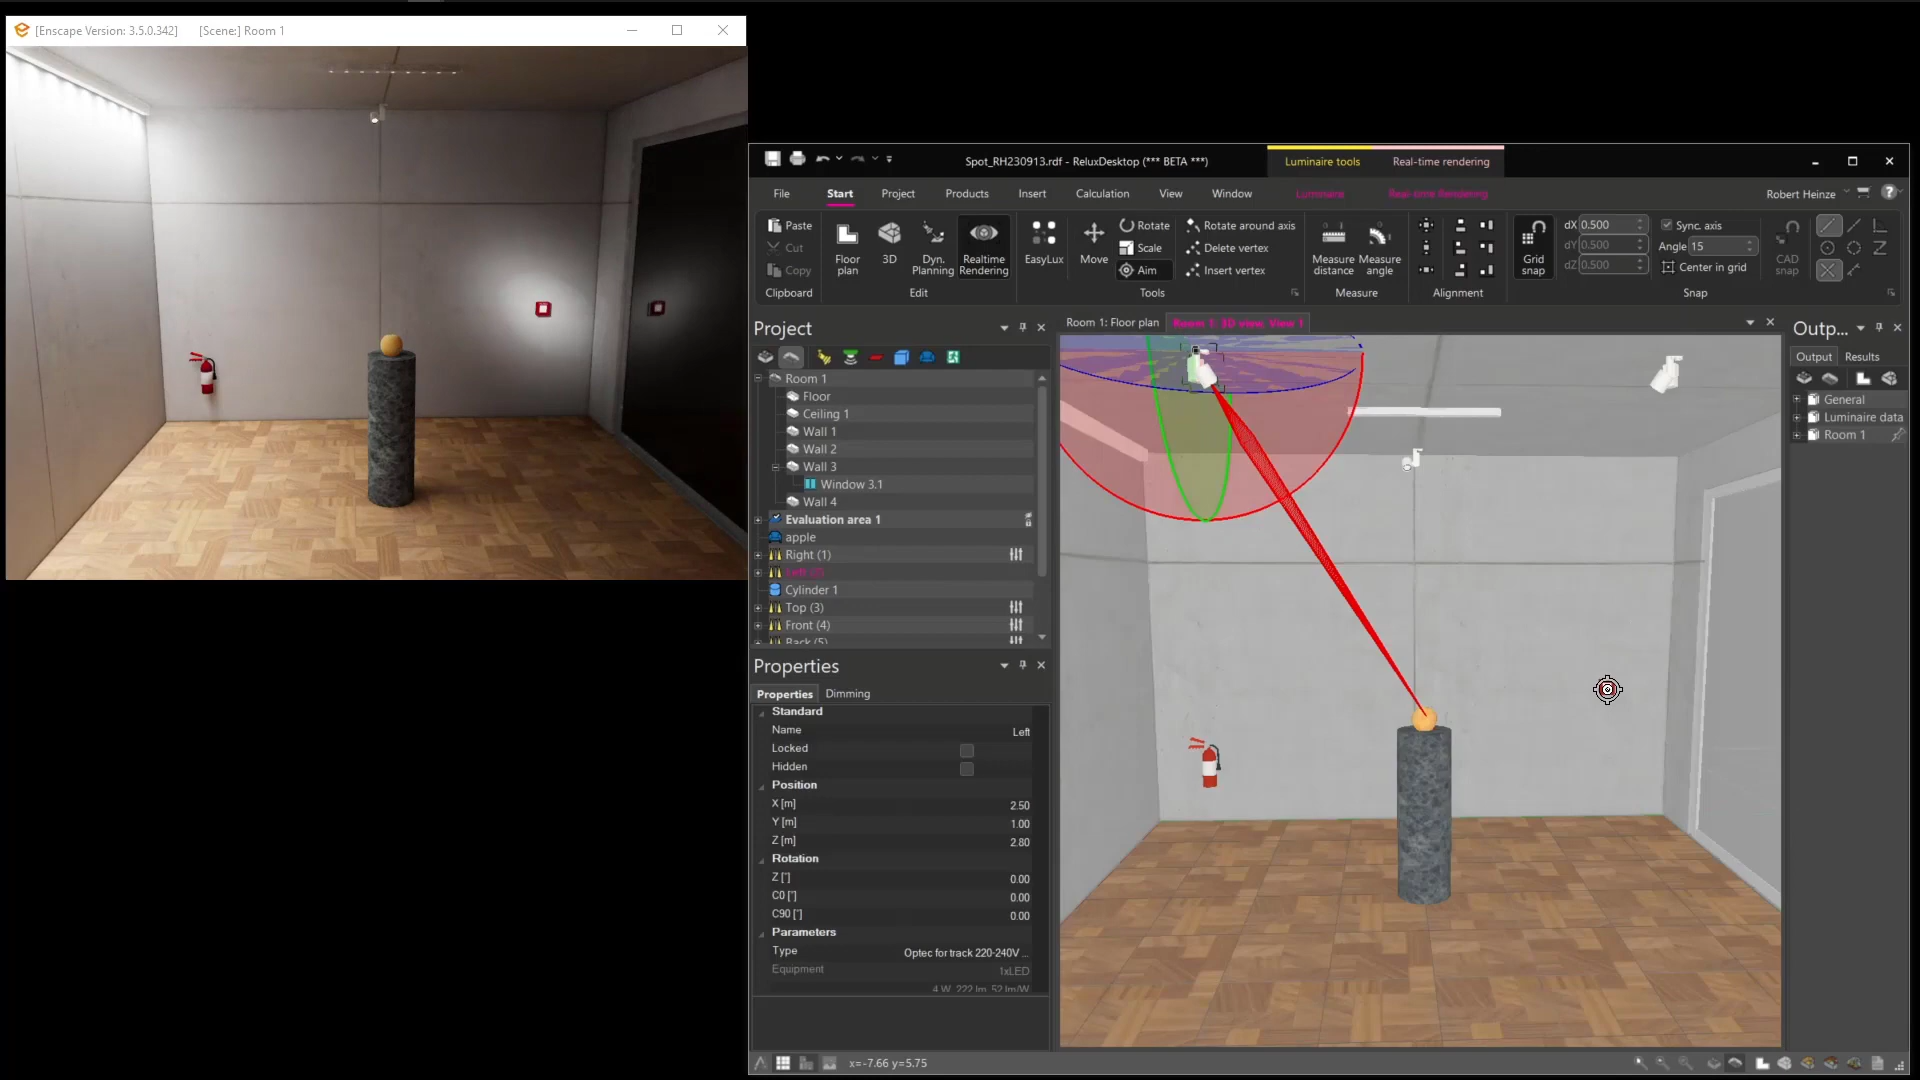 [Enscape Version: 3.5.0.342] [Scene:] Room 1
Spot_RH230913.rdf - ReluxDesktop (*** BETA ***)
Luminaire tools
Real-time rendering
File Start Project Products Insert Calculation View Window Luminaire Real-time Rendering
Robert Heinze
Paste
Cut
Copy
Clipboard
Floor plan
3D
Dyn. Planning
Realtime Rendering
Edit
EasyLux
Move
Rotate
Scale
Aim
Rotate around axis
Delete vertex
Insert vertex
Tools
Measure distance
Measure angle
Measure
Alignment
Grid snap
dX 0.500
dY 0.500
dZ 0.500
Sync. axis
Angle 15
Center in grid
CAD snap
Snap
Project
Room 1
Floor
Ceiling 1
Wall 1
Wall 2
Wall 3
Window 3.1
Wall 4
Evaluation area 1
apple
Right (1)
Cylinder 1
Top (3)
Front (4)
Back (5)
Properties
Properties Dimming
Standard
Name Left
Locked
Hidden
Position
X [m] 2.50
Y [m] 1.00
Z [m] 2.80
Rotation
Z [°] 0.00
C0 [°] 0.00
C90 [°] 0.00
Parameters
Type Optec for track 220-240V ...
Equipment 1xLED
4 W, 222 lm, 52 lm/W
Room 1: Floor plan
Room 1: 3D view, View 1
Outp...
Output Results
General
Luminaire data
Room 1
x=-7.66 y=5.75